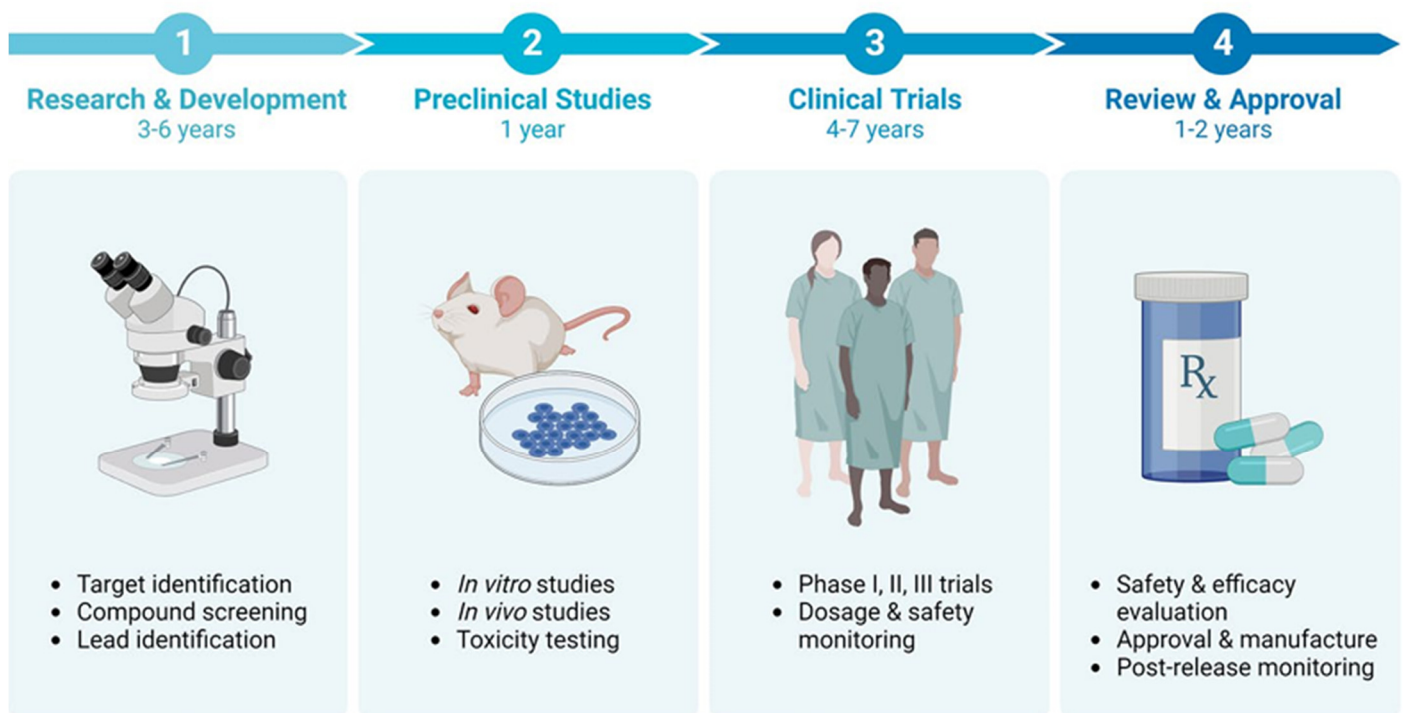 1
Research & Development
3-6 years
• Target identification
• Compound screening
• Lead identification
2
Preclinical Studies
1 year
• In vitro studies
• In vivo studies
• Toxicity testing
3
Clinical Trials
4-7 years
• Phase I, II, III trials
• Dosage & safety
monitoring
4
Review & Approval
1-2 years
Rx
• Safety & efficacy
evaluation
• Approval & manufacture
• Post-release monitoring